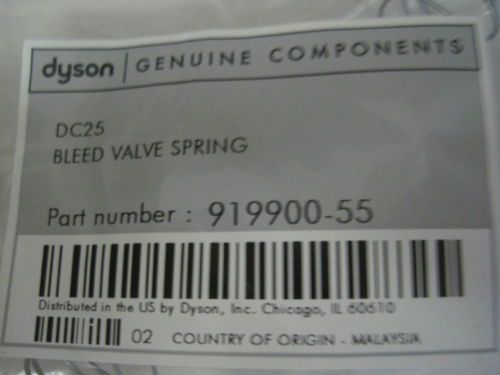 dyson | GENUINE COMPONENTS
DC25
BLEED VALVE SPRING
Part number : 919900-55
Distributed in the US by Dyson, Inc. Chicago, IL 60610
02 COUNTRY OF ORIGIN - MALAYSIA